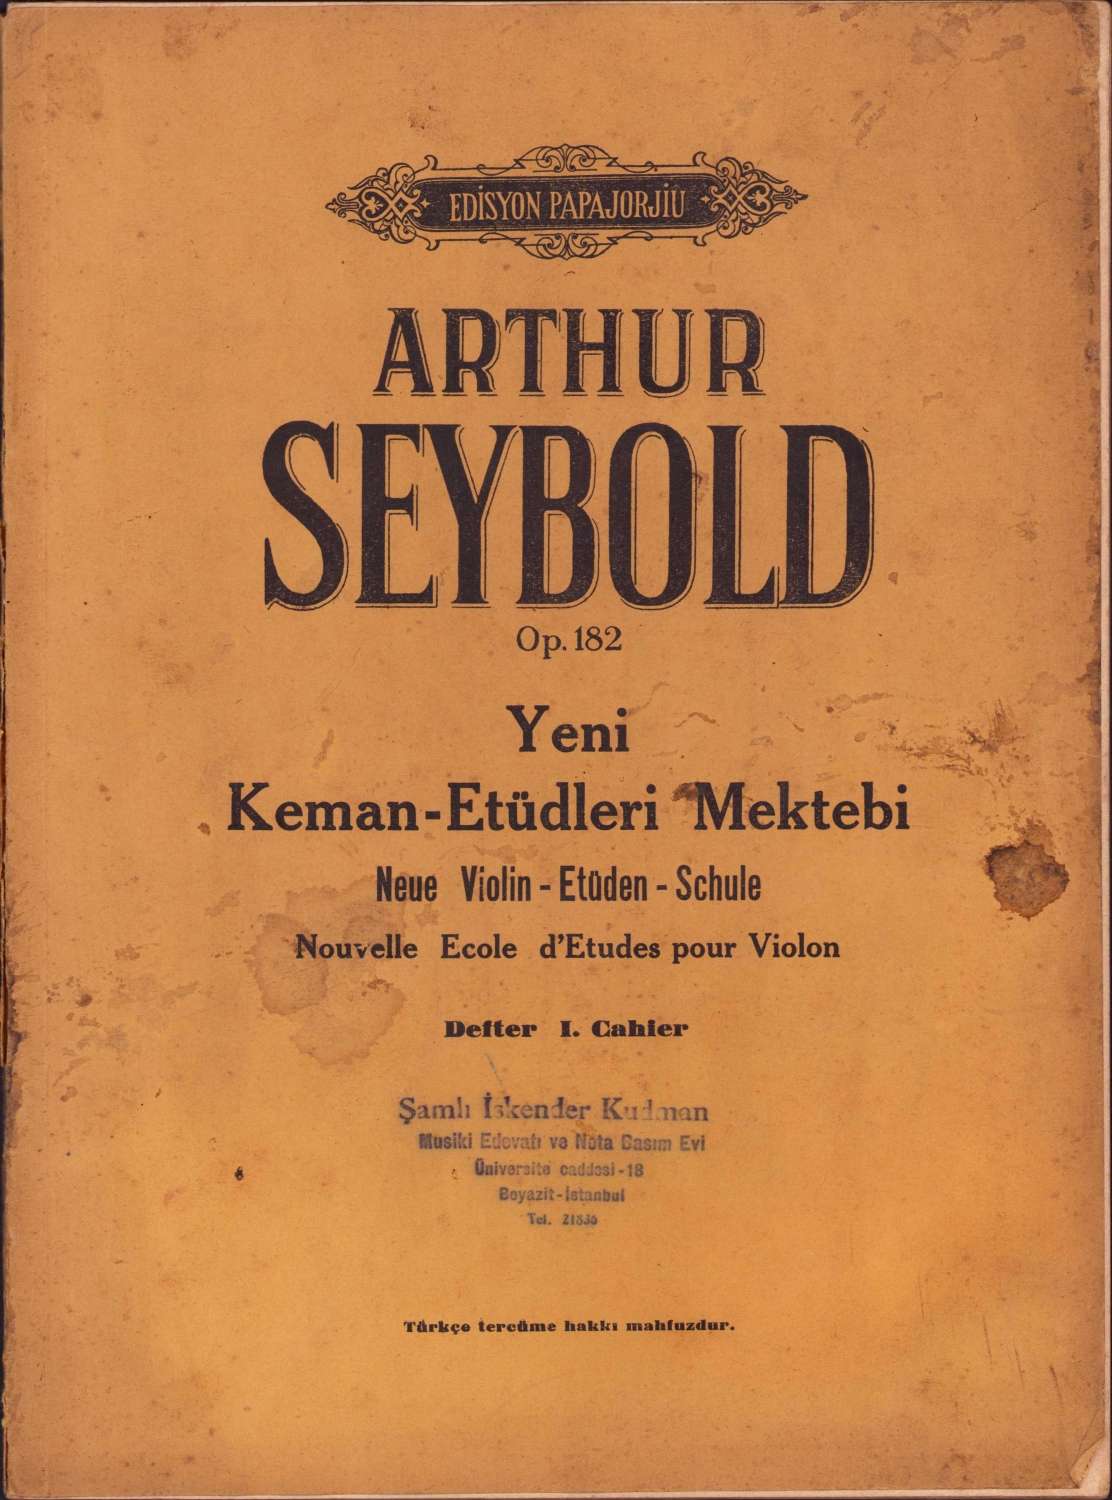 EDİSYON PAPAJORJİU
ARTHUR
SEYBOLD
Op. 182
Yeni
Keman-Etüdleri Mektebi
Neue Violin - Etüden - Schule
Nouvelle Ecole d'Etudes pour Violon
Defter I. Cahier
Şamlı İskender Kudman
Musiki Edevatı ve Nota Basım Evi
Üniversite caddesi - 18
Beyazit - İstanbul
Tel.
Türkçe tercüme hakkı mahfuzdur.